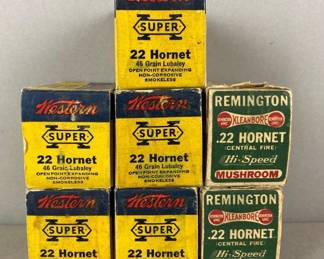 SUPER
X
22 Hornet
46 Grain Lubaloy
OPEN POINT EXPANDING
NON-CORROSIVE
SMOKELESS
Western
SUPER
X
22 Hornet
46 Grain Lubaloy
OPEN POINT EXPANDING
NON-CORROSIVE
SMOKELESS
Western
SUPER
X
22 Hornet
46 Grain Lubaloy
OPEN POINT EXPANDING
NON-CORROSIVE
SMOKELESS
REMINGTON
KLEANBORE
.22 HORNET
(CENTRAL FIRE)
Hi-Speed
MUSHROOM
Western
SUPER
X
22 Hornet
Western
SUPER
X
22 Hornet
REMINGTON
KLEANBORE
.22 HORNET
(CENTRAL FIRE)
Hi-Speed